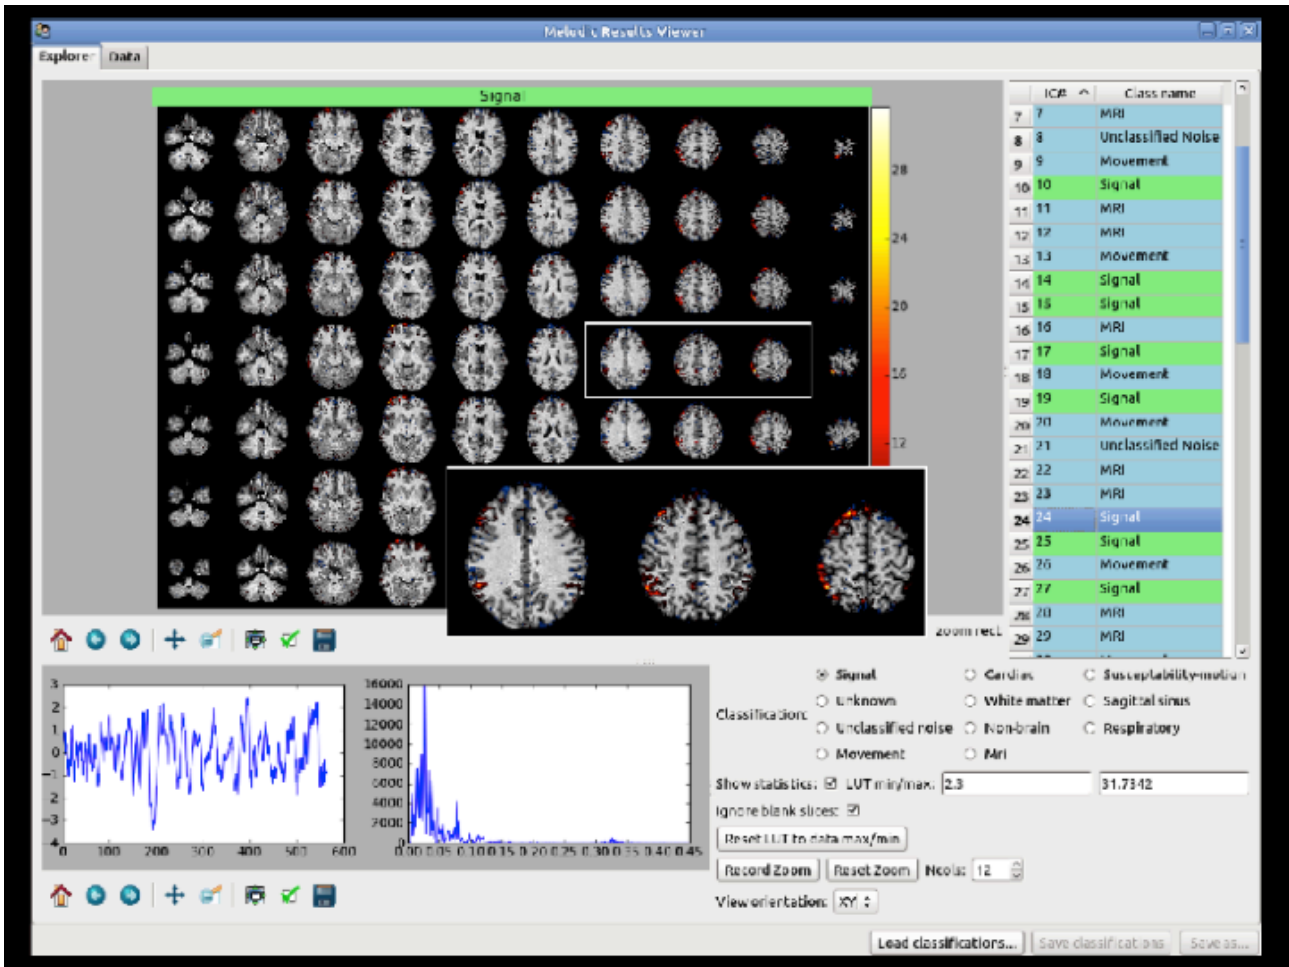 Melodic Results Viewer
Explorer Data
Signal
28
24
20
16
12
IC# Class name
7 7 MRI
8 8 Unclassified Noise
9 9 Movement
10 10 Signal
11 11 MRI
12 12 MRI
13 13 Movement
14 14 Signal
15 15 Signal
16 16 MRI
17 17 Signal
18 18 Movement
19 19 Signal
20 20 Movement
21 21 Unclassified Noise
22 22 MRI
23 23 MRI
24 24 Signal
25 25 Signal
26 26 Movement
27 27 Signal
28 28 MRI
29 29 MRI
zoom rect
3
2
1
0
−1
−2
−3
4
0 100 200 300 400 500 600
16000
14000
12000
10000
8000
6000
4000
2000
0
0.00 0.05 0.10 0.15 0.20 0.25 0.30 0.35 0.40 0.45
Classification:
Signal Cardiac Susceptability-motion
Unknown White matter Sagittal sinus
Unclassified noise Non-brain Respiratory
Movement Mri
Show statistics: LUT min/max: 2.3 31.7342
Ignore blank slices:
Reset LUT to data max/min
Record Zoom Reset Zoom Ncols: 12
View orientation: XY
Load classifications... Save classifications Save as...